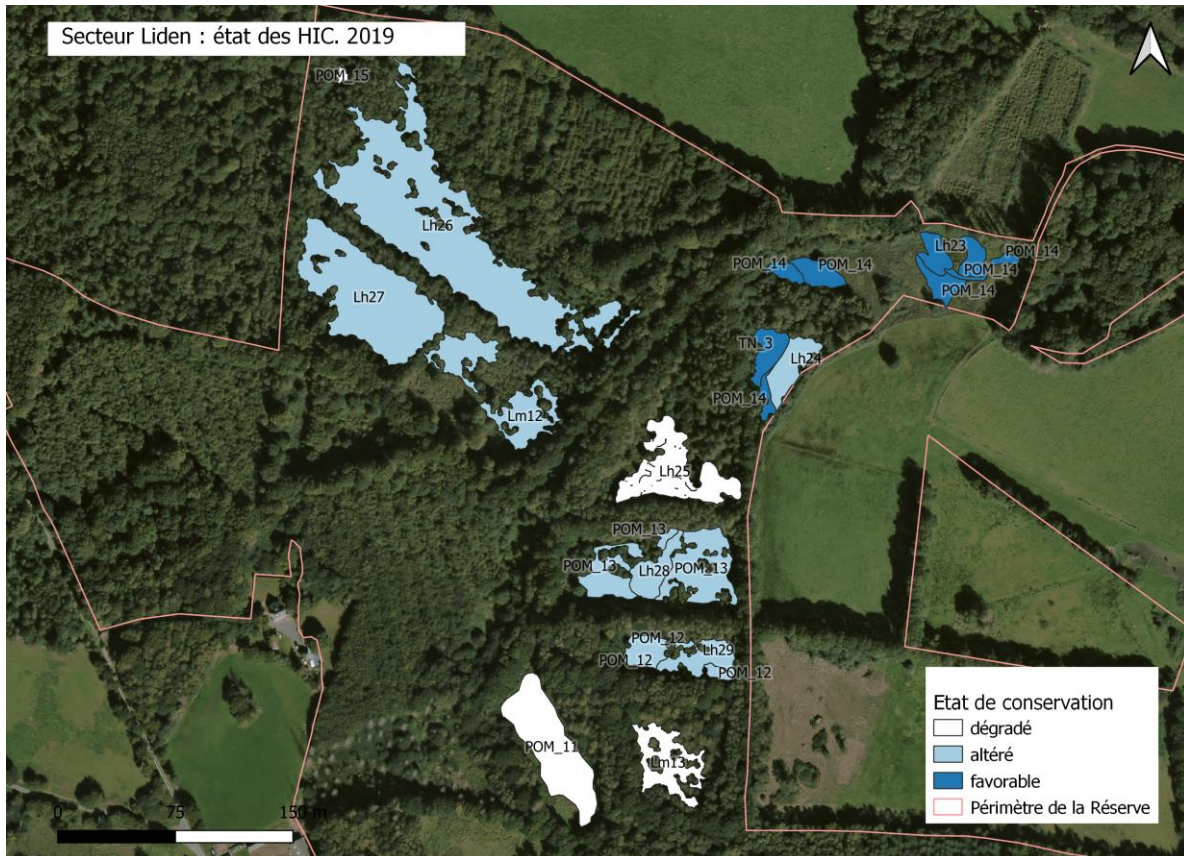 Secteur Liden : état des HIC. 2019
POM_15
Lh26
Lh27
Lm12
Lh23
POM_14
POM_14
POM_14
POM_14
POM_14
TN_3
Lh24
POM_14
Lh25
POM_13
POM_13
Lh28
POM_13
POM_12
Lh29
POM_12
POM_12
POM_11
Lm13
Etat de conservation
dégradé
altéré
favorable
Périmètre de la Réserve
0 75 150 m